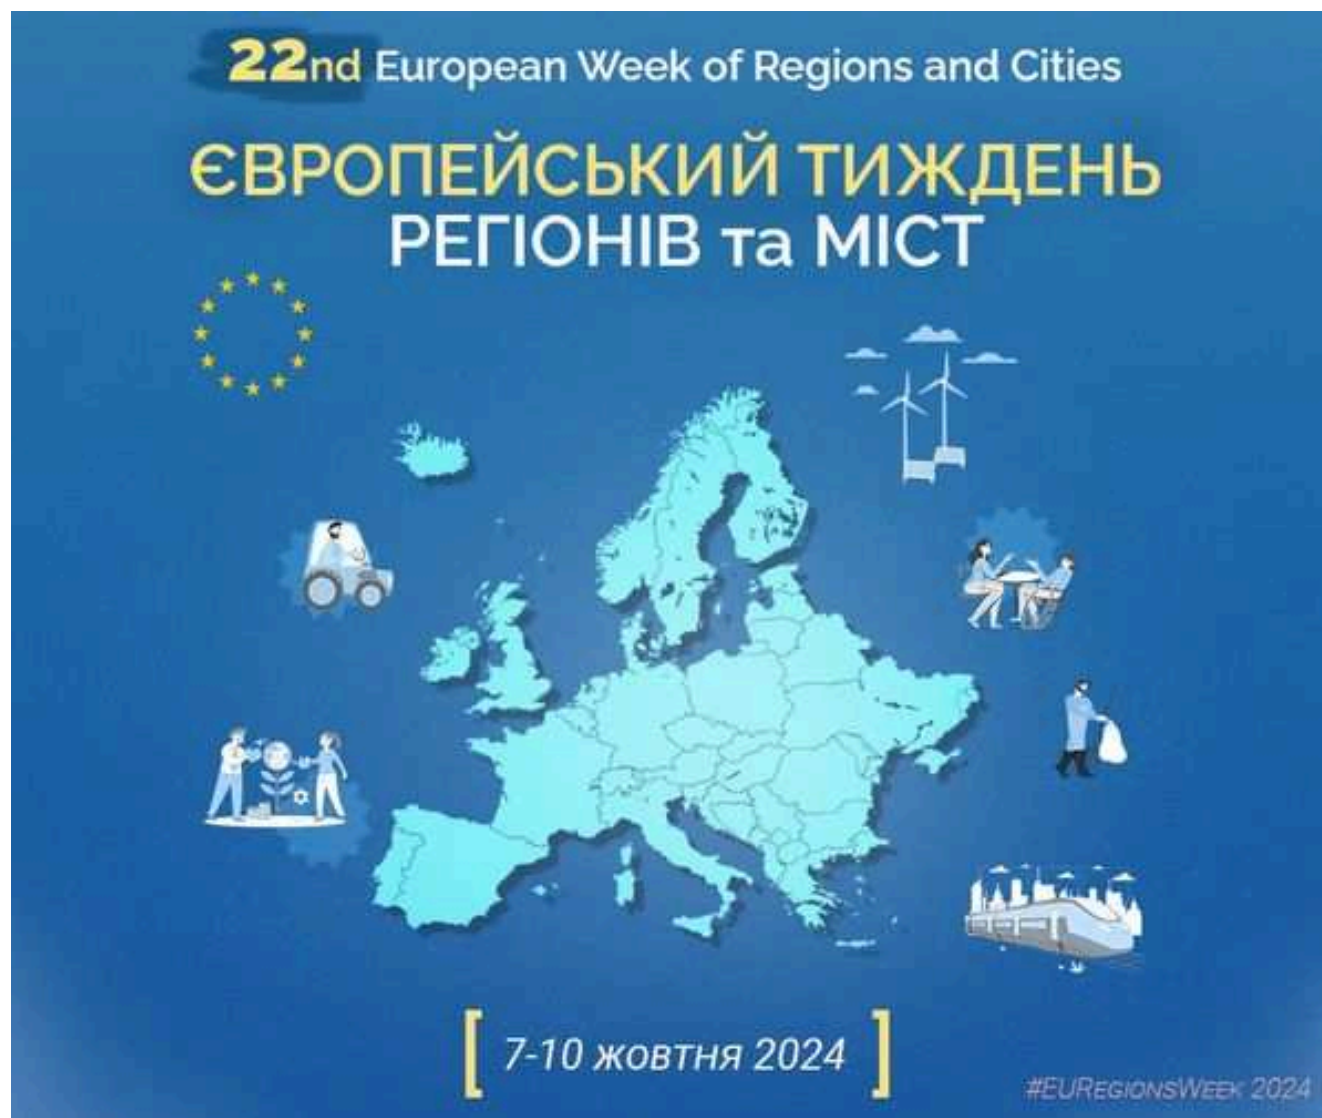 22nd European Week of Regions and Cities
ЄВРОПЕЙСЬКИЙ ТИЖДЕНЬ
РЕГІОНІВ та МІСТ
[ 7-10 жовтня 2024 ]
#EURegionsWeek 2024